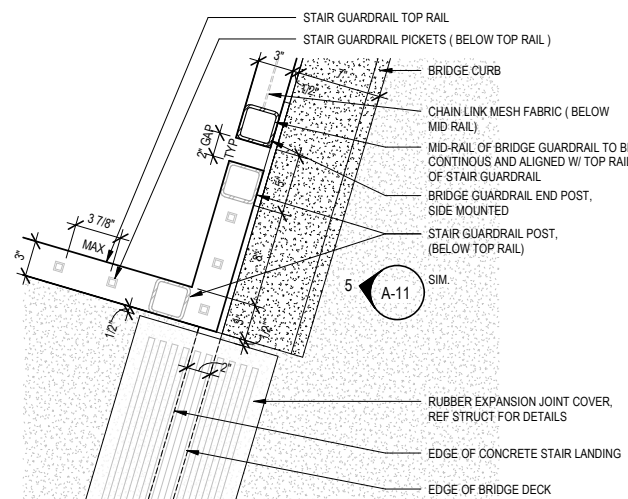 STAIR GUARDRAIL TOP RAIL
STAIR GUARDRAIL PICKETS ( BELOW TOP RAIL )
BRIDGE CURB
CHAIN LINK MESH FABRIC ( BELOW
MID RAIL)
MID-RAIL OF BRIDGE GUARDRAIL TO BE
CONTINOUS AND ALIGNED W/ TOP RAIL
OF STAIR GUARDRAIL
BRIDGE GUARDRAIL END POST,
SIDE MOUNTED
STAIR GUARDRAIL POST,
(BELOW TOP RAIL)
5
A-11
SIM.
RUBBER EXPANSION JOINT COVER,
REF STRUCT FOR DETAILS
EDGE OF CONCRETE STAIR LANDING
EDGE OF BRIDGE DECK
3"
7"
1/2"
2" GAP
TYP
3 7/8"
MAX
3"
1/2"
1/2"
2"